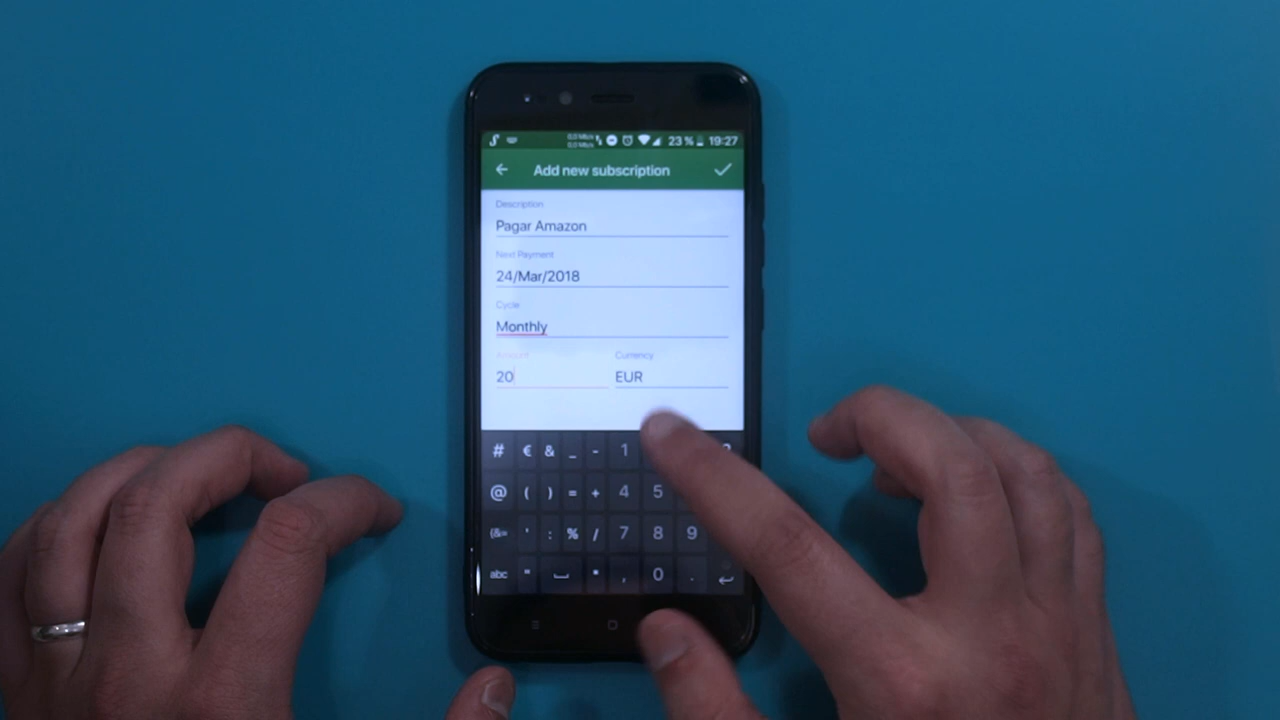 23 % 19:27
Add new subscription
Description
Pagar Amazon
Next Payment
24/Mar/2018
Cycle
Monthly
Amount Currency
20 EUR
# € & _ - 1
@ ( ) = + 4 5
{&= ' : % / 7 8 9
abc " * , 0 .